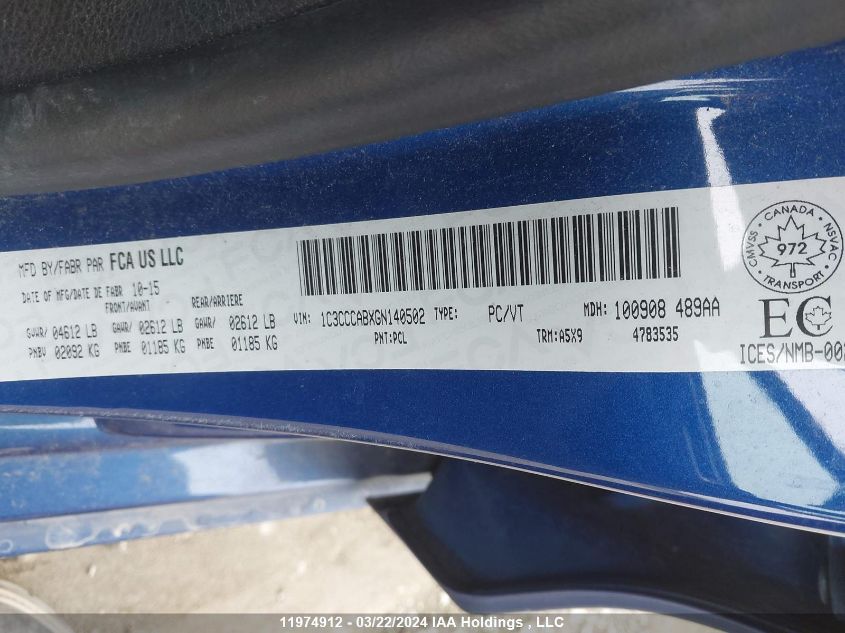 MFD BY/FABR PAR FCA US LLC
DATE OF MFG/DATE DE FABR 10-15
FRONT/AVANT REAR/ARRIERE
GVWR/ 04612 LB GAWR/ 02612 LB GAWR/ 02612 LB
PNBV 02092 KG PNBE 01185 KG PNBE 01185 KG
VIN: 1C3CCCABXGN140502 TYPE: PC/VT MDH: 100908 489AA
PNT:PCL TRM:A5X9 4783535
CMVSS · CANADA · NSVAC
972
TRANSPORT
EC
ICES/NMB-00
11974912 - 03/22/2024 IAA Holdings , LLC